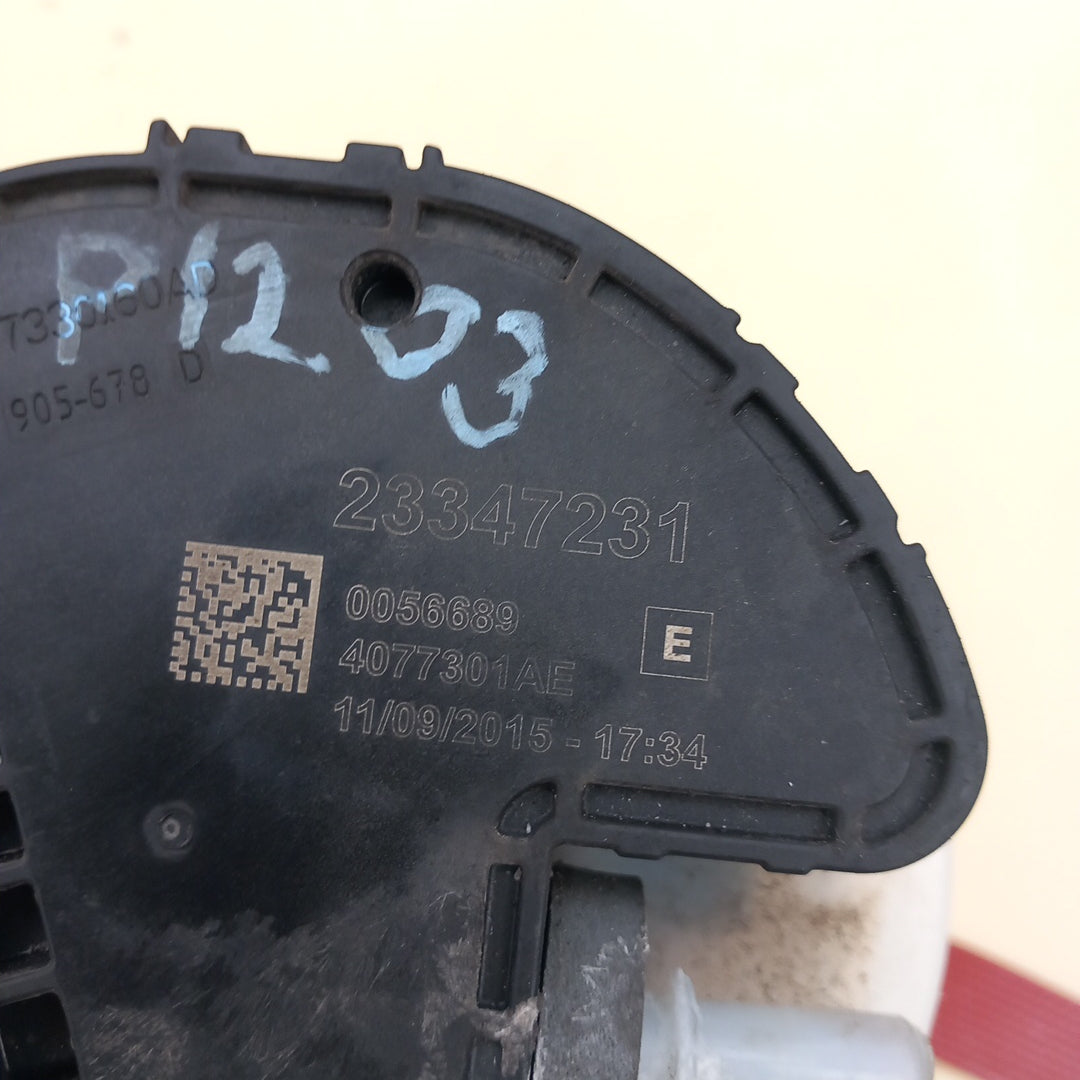 P12.03
905-678 D
23347231
0056689
E
4077301AE
11/09/2015 - 17:34